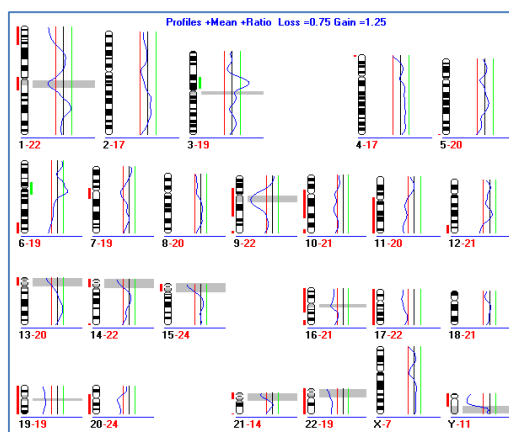 Profiles +Mean +Ratio Loss =0.75 Gain =1.25
1-22 2-17 3-19 4-17 5-20
6-19 7-19 8-20 9-22 10-21 11-20 12-21
13-20 14-22 15-24 16-21 17-22 18-21
19-19 20-24 21-14 22-19 X-7 Y-11